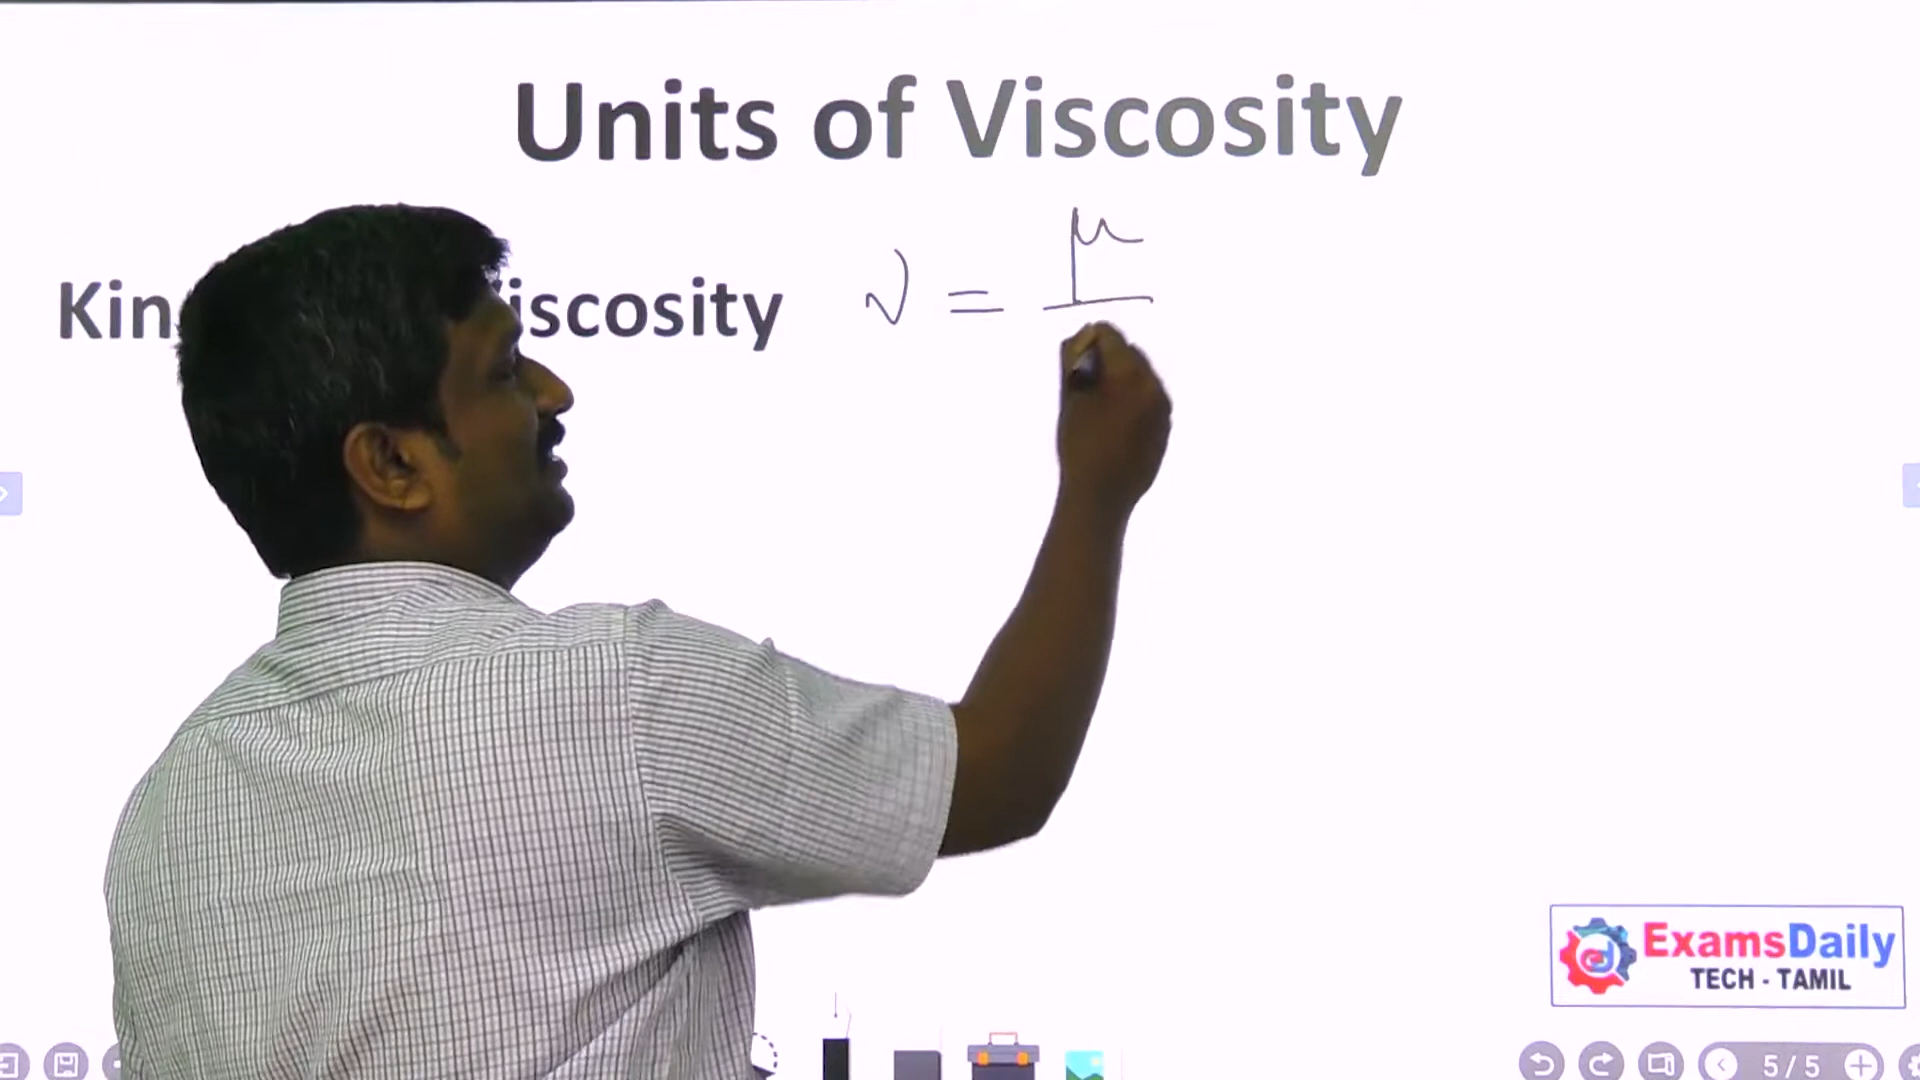 Units of Viscosity
Kin iscosity ν = μ
ExamsDaily
TECH - TAMIL
5/5